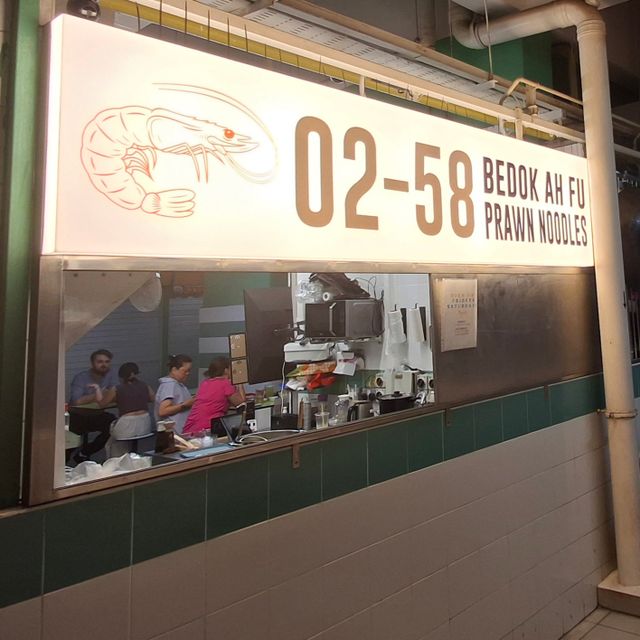 02-58
BEDOK AH FU
PRAWN NOODLES